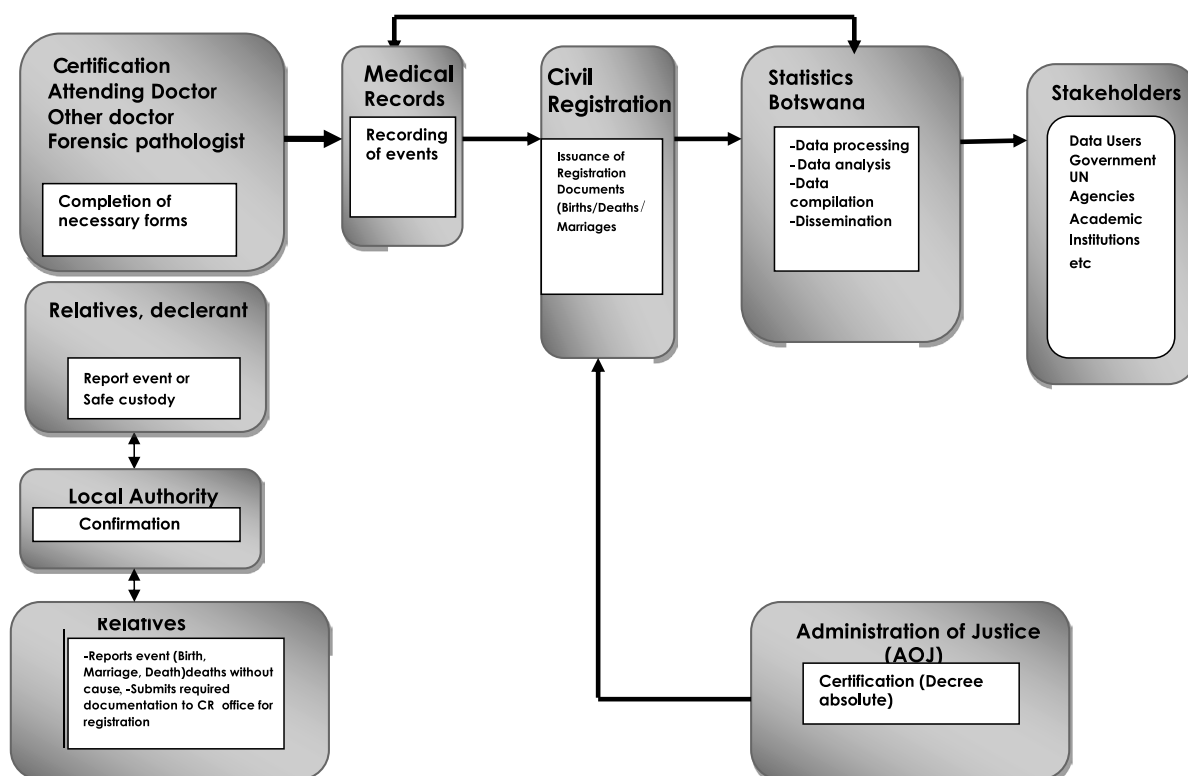 Certification
Attending Doctor
Other doctor
Forensic pathologist
Completion of
necessary forms
Medical
Records
Recording
of events
Civil
Registration
Issuance of
Registration
Documents
(Births/Deaths/
Marriages
Statistics
Botswana
-Data processing
-Data analysis
-Data
compilation
-Dissemination
Stakeholders
Data Users
Government
UN
Agencies
Academic
Institutions
etc
Relatives, declerant
Report event or
Safe custody
Local Authority
Confirmation
Relatives
-Reports event (Birth,
Marriage, Death)deaths without
cause, -Submits required
documentation to CR office for
registration
Administration of Justice
(AOJ)
Certification (Decree
absolute)